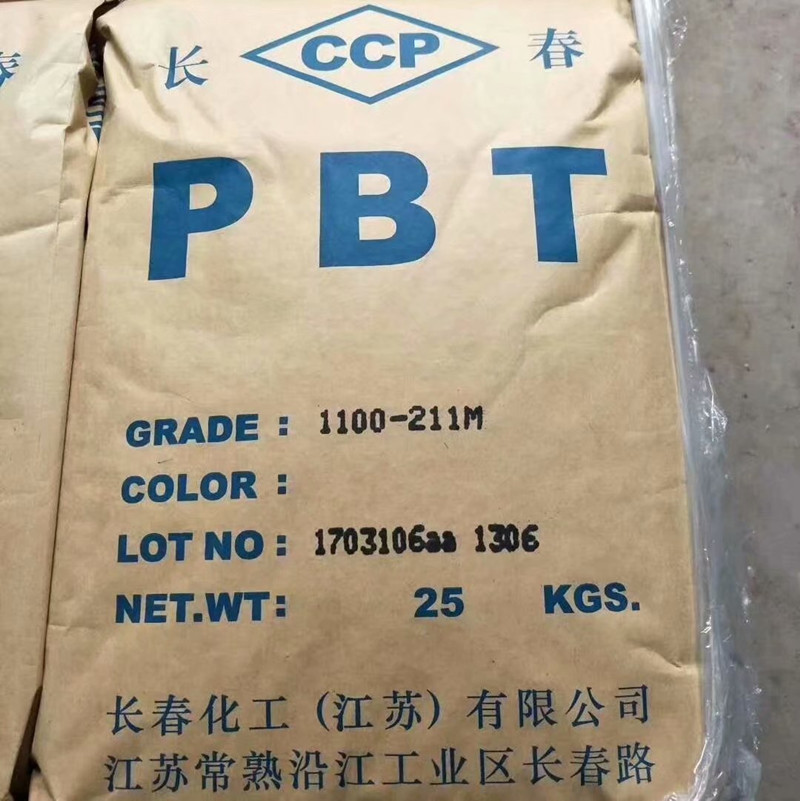 长 CCP 春
PBT
GRADE : 1100-211M
COLOR :
LOT NO : 1703106aa 1306
NET.WT: 25 KGS.
长春化工(江苏)有限公司
江苏常熟沿江工业区长春路
春